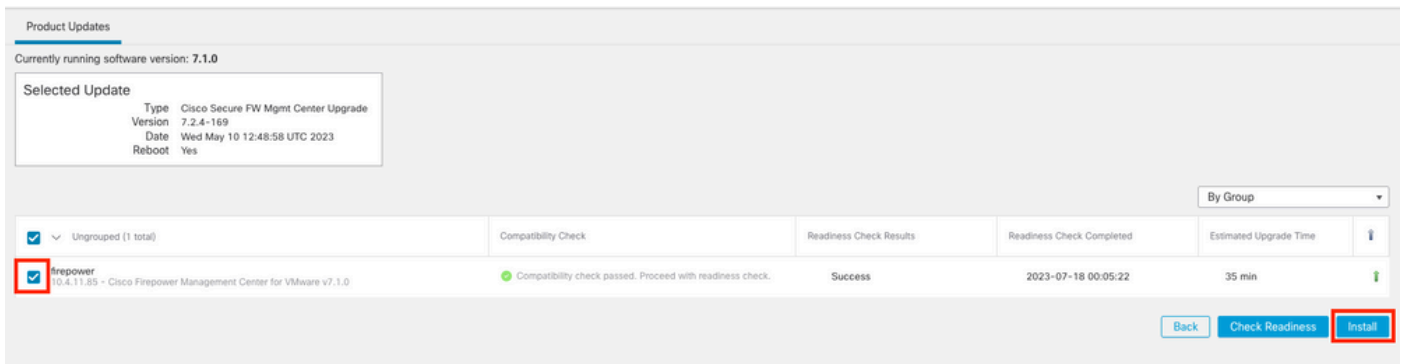 Product Updates
Currently running software version: 7.1.0
Selected Update
Type Cisco Secure FW Mgmt Center Upgrade
Version 7.2.4-169
Date Wed May 10 12:48:58 UTC 2023
Reboot Yes
By Group
Ungrouped (1 total) Compatibility Check Readiness Check Results Readiness Check Completed Estimated Upgrade Time
firepower
10.4.11.85 - Cisco Firepower Management Center for VMware v7.1.0
Compatibility check passed. Proceed with readiness check. Success 2023-07-18 00:05:22 35 min
Back Check Readiness Install